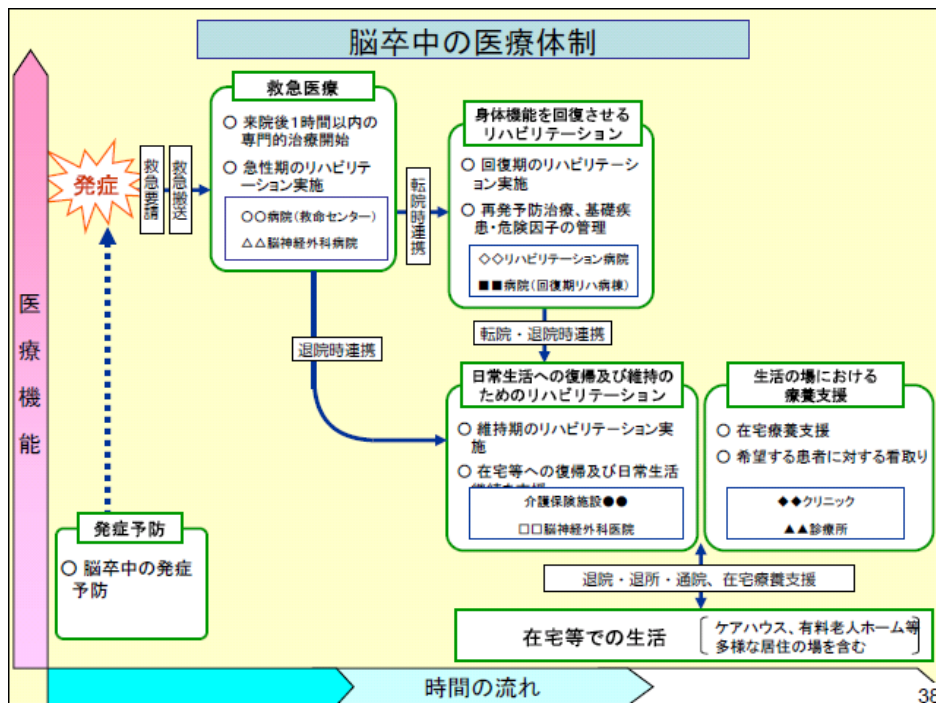 脳卒中の医療体制
医療機能
発症
救急要請
救急搬送
救急医療
○ 来院後1時間以内の
専門的治療開始
○ 急性期のリハビリテ
ーション実施
○○病院(救命センター)
△△脳神経外科病院
転院時連携
身体機能を回復させる
リハビリテーション
○ 回復期のリハビリテーシ
ョン実施
○ 再発予防治療、基礎疾
患・危険因子の管理
◇◇リハビリテーション病院
■■病院(回復期リハ病棟)
退院時連携
転院・退院時連携
日常生活への復帰及び維持の
ためのリハビリテーション
○ 維持期のリハビリテーション実
施
○ 在宅等への復帰及び日常生活
介護保険施設●●
□□脳神経外科医院
生活の場における
療養支援
○ 在宅療養支援
○ 希望する患者に対する看取り
◆◆クリニック
▲▲診療所
発症予防
○ 脳卒中の発症
予防
退院・退所・通院、在宅療養支援
在宅等での生活
ケアハウス、有料老人ホーム等
多様な居住の場を含む
時間の流れ
38